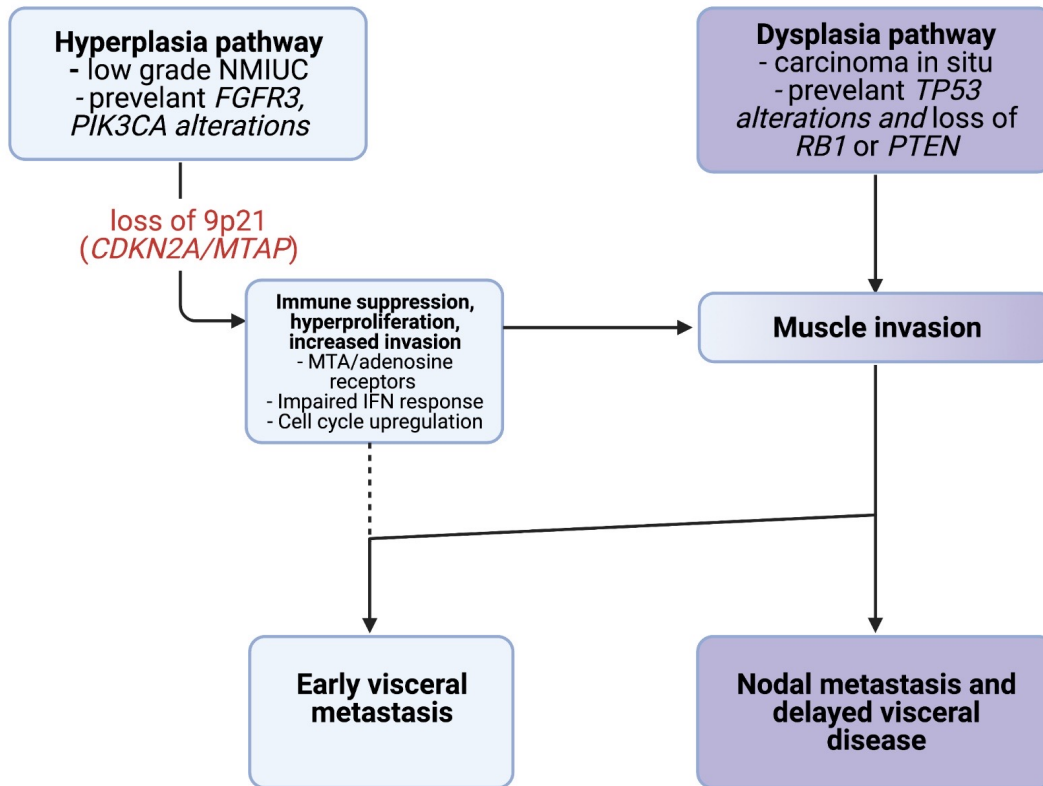 Hyperplasia pathway
- low grade NMIUC
- prevelant FGFR3,
PIK3CA alterations
Dysplasia pathway
- carcinoma in situ
- prevelant TP53
alterations and loss of
RB1 or PTEN
loss of 9p21
(CDKN2A/MTAP)
Immune suppression,
hyperproliferation,
increased invasion
- MTA/adenosine
receptors
- Impaired IFN response
- Cell cycle upregulation
Muscle invasion
Early visceral
metastasis
Nodal metastasis and
delayed visceral
disease